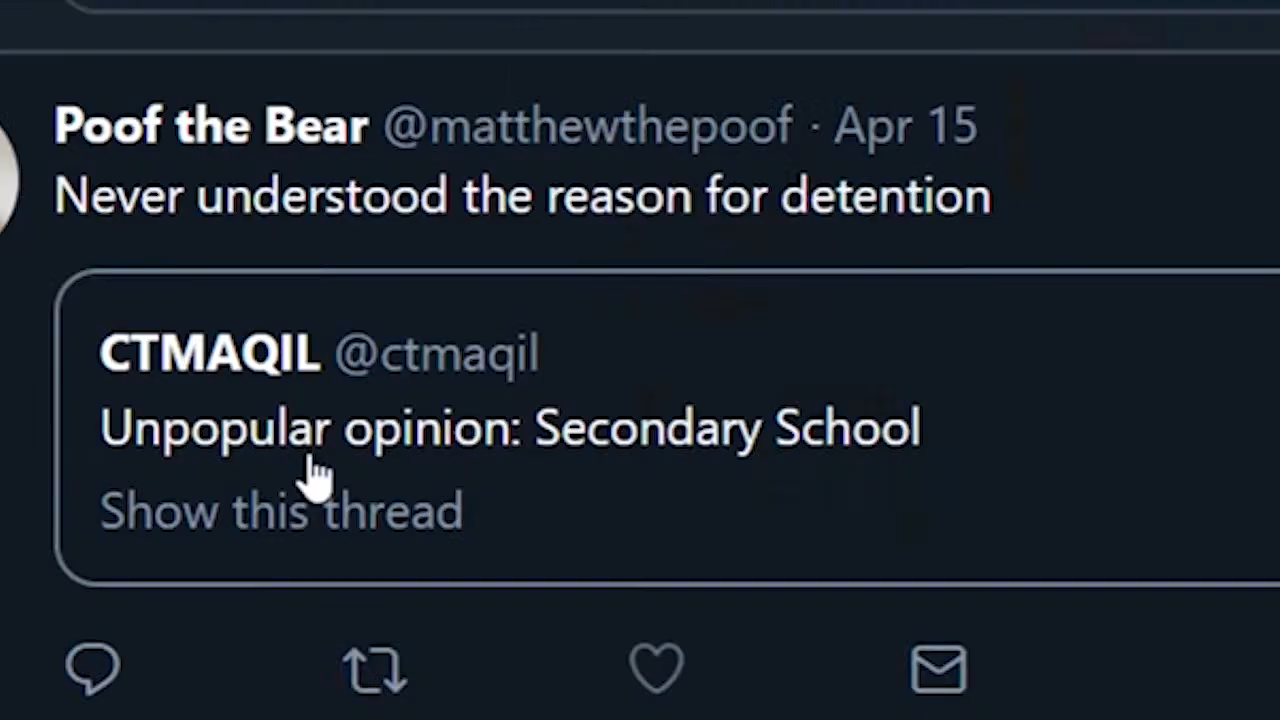 Poof the Bear @matthewthepoof · Apr 15
Never understood the reason for detention
CTMAQIL @ctmaqil
Unpopular opinion: Secondary School
Show this thread